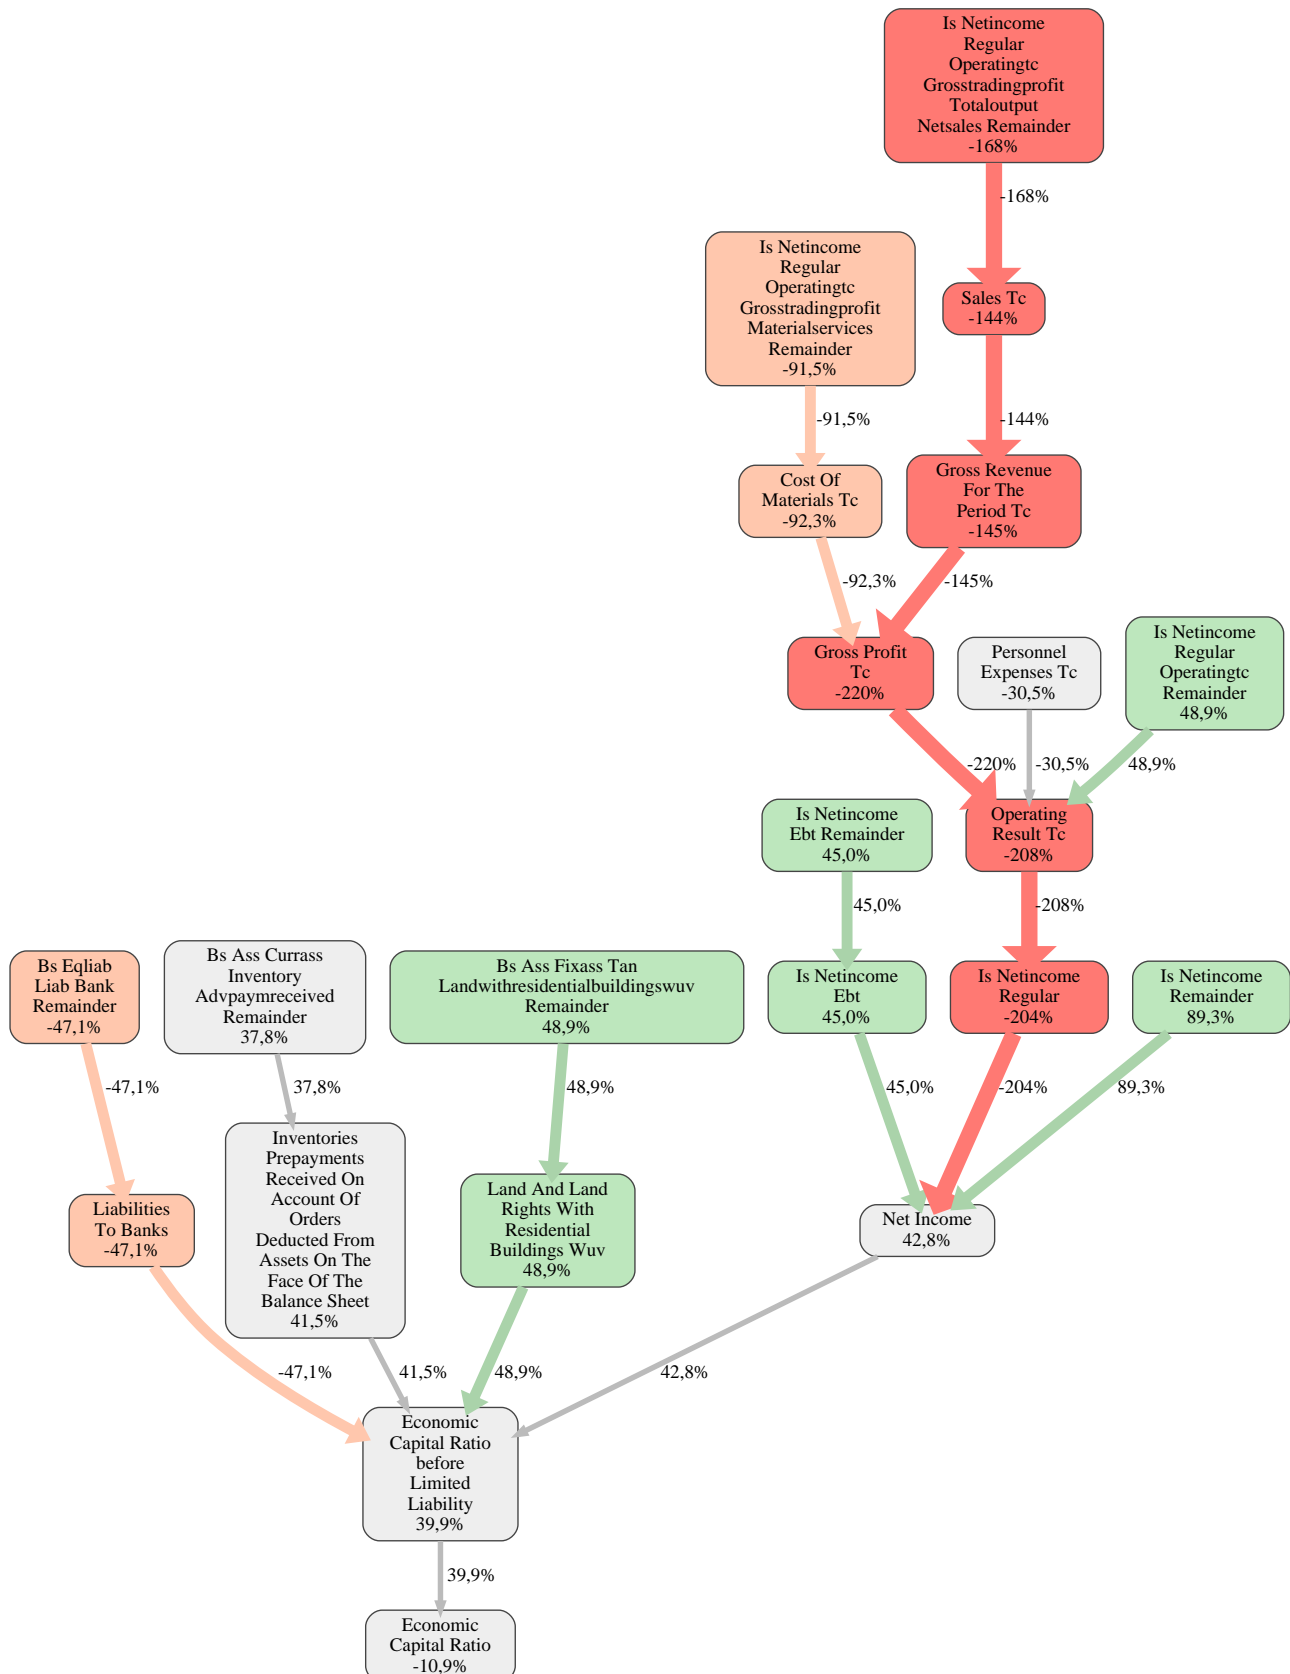 Is Netincome
Regular
Operatingtc
Grosstradingprofit
Totaloutput
Netsales Remainder
-168%
-168%
Is Netincome
Regular
Operatingtc
Grosstradingprofit
Materialservices
Remainder
-91,5%
Sales Tc
-144%
-91,5%
-144%
Cost Of
Materials Tc
-92,3%
Gross Revenue
For The
Period Tc
-145%
-92,3%
-145%
Gross Profit
Tc
-220%
Personnel
Expenses Tc
-30,5%
Is Netincome
Regular
Operatingtc
Remainder
48,9%
-220%
-30,5%
48,9%
Is Netincome
Ebt Remainder
45,0%
Operating
Result Tc
-208%
45,0%
-208%
Bs Eqliab
Liab Bank
Remainder
-47,1%
Bs Ass Currass
Inventory
Advpaymreceived
Remainder
37,8%
Bs Ass Fixass Tan
Landwithresidentialbuildingswuv
Remainder
48,9%
Is Netincome
Ebt
45,0%
Is Netincome
Regular
-204%
Is Netincome
Remainder
89,3%
-47,1%
37,8%
48,9%
45,0%
-204%
89,3%
Liabilities
To Banks
-47,1%
Inventories
Prepayments
Received On
Account Of
Orders
Deducted From
Assets On The
Face Of The
Balance Sheet
41,5%
Land And Land
Rights With
Residential
Buildings Wuv
48,9%
Net Income
42,8%
-47,1%
41,5%
48,9%
42,8%
Economic
Capital Ratio
before
Limited
Liability
39,9%
39,9%
Economic
Capital Ratio
-10,9%